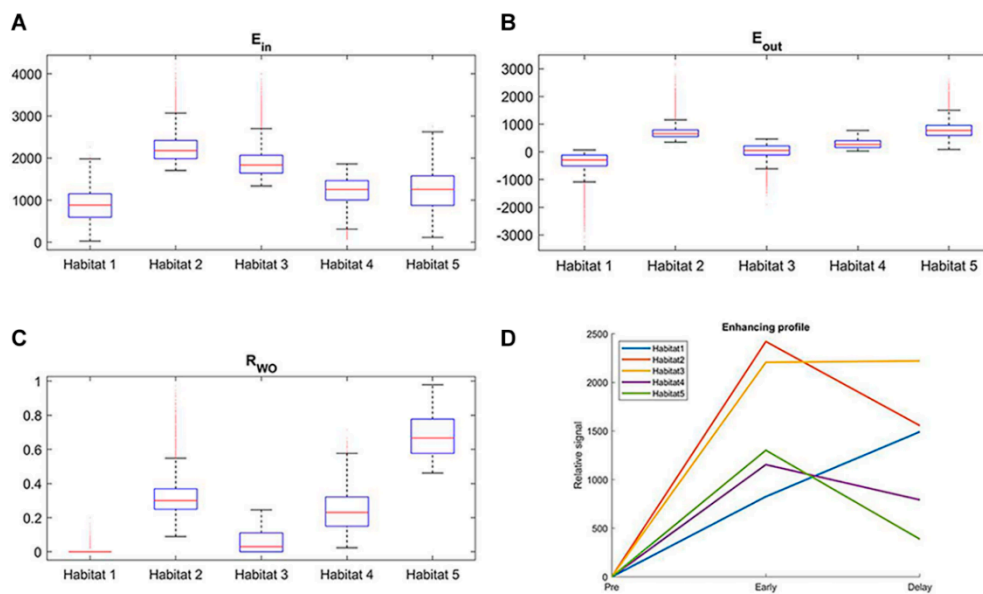 A
E_in
4000
3000
2000
1000
0
Habitat 1 Habitat 2 Habitat 3 Habitat 4 Habitat 5
B
E_out
3000
2000
1000
0
-1000
-2000
-3000
Habitat 1 Habitat 2 Habitat 3 Habitat 4 Habitat 5
C
R_WO
1
0.8
0.6
0.4
0.2
0
Habitat 1 Habitat 2 Habitat 3 Habitat 4 Habitat 5
D
Enhancing profile
2500
2000
1500
1000
500
0
Relative signal
Habitat1
Habitat2
Habitat3
Habitat4
Habitat5
Pre Early Delay